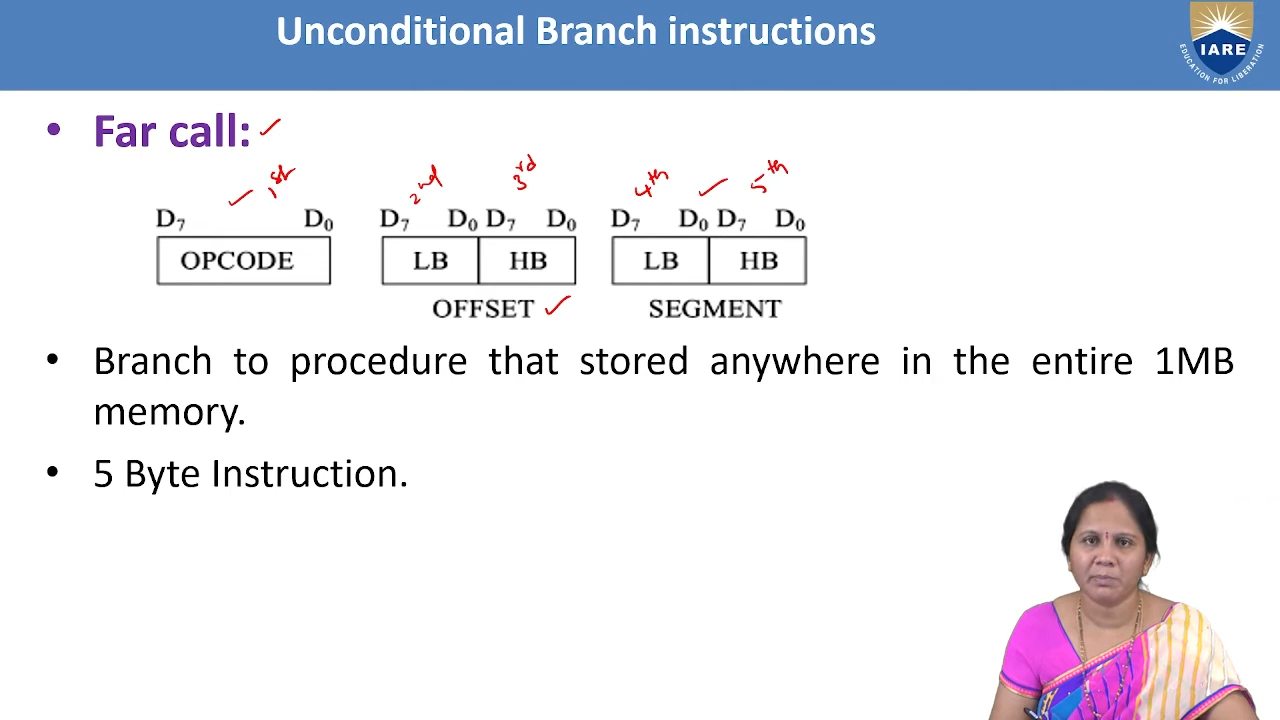 Unconditional Branch instructions
IARE
EDUCATION FOR LIBERATION
• Far call:
1st 2nd 3rd 4th 5th
D7 D0 D7 D0 D7 D0 D7 D0 D7 D0
OPCODE LB HB LB HB
OFFSET SEGMENT
• Branch to procedure that stored anywhere in the entire 1MB
memory.
• 5 Byte Instruction.